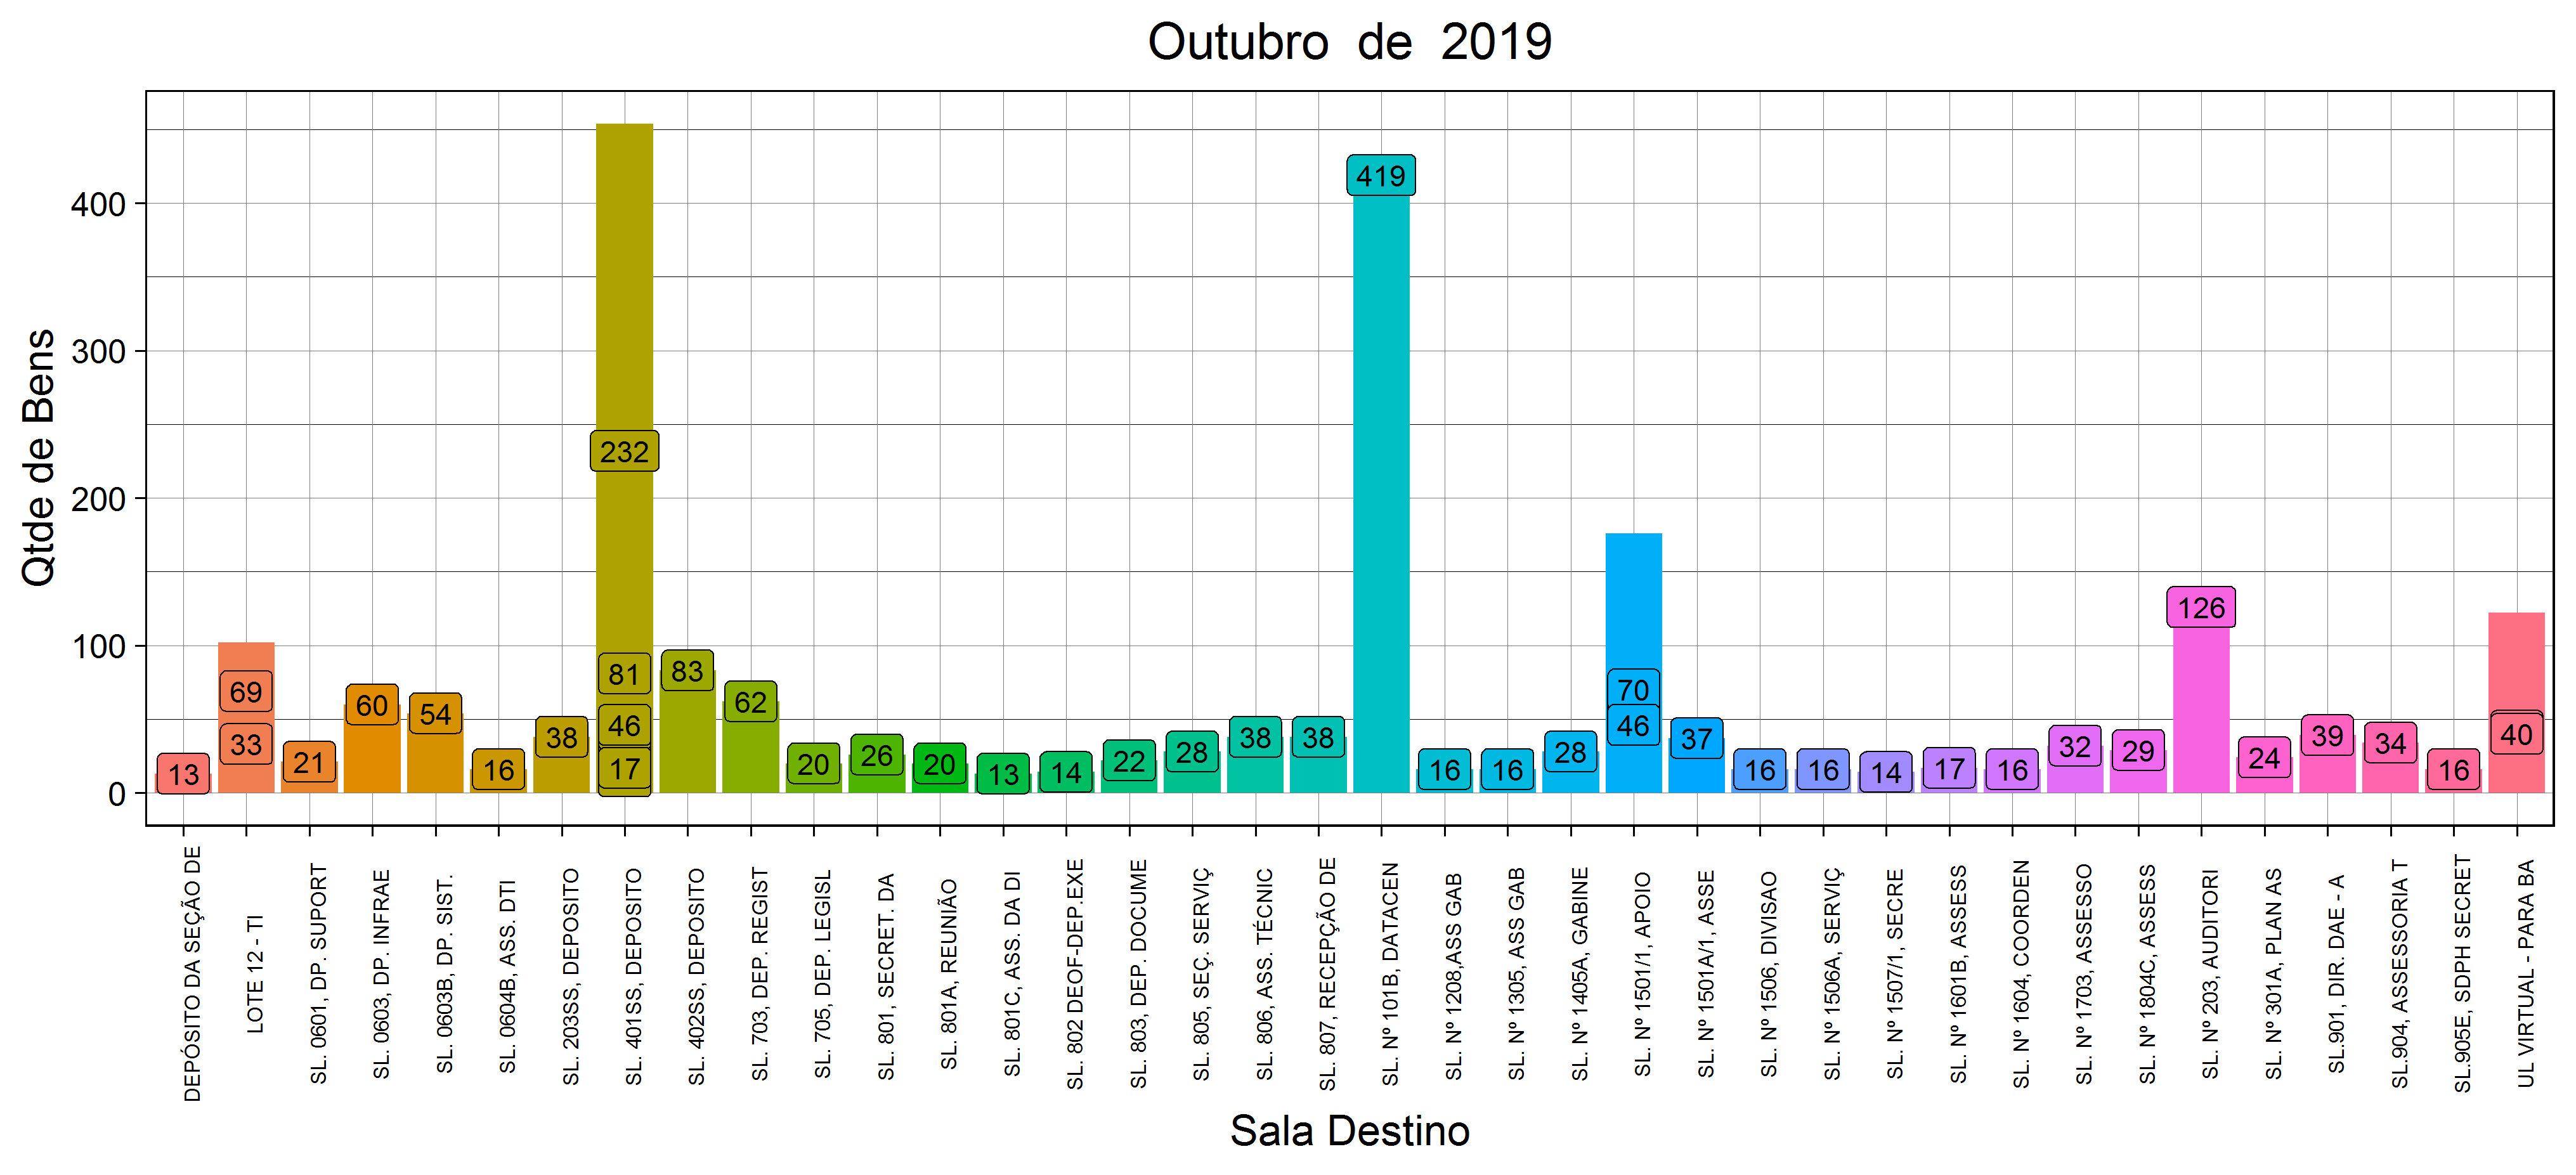 Outubro de 2019
Qtde de Bens
400
300
200
100
0
13
69
33
21
60
54
16
38
232
81
46
17
83
62
20
26
20
13
14
22
28
38
38
419
16
16
28
70
46
37
16
16
14
17
16
32
29
126
24
39
34
16
40
DEPÓSITO DA SEÇÃO DE
LOTE 12 - TI
SL. 0601, DP. SUPORT
SL. 0603, DP. INFRAE
SL. 0603B, DP. SIST.
SL. 0604B, ASS. DTI
SL. 203SS, DEPOSITO
SL. 401SS, DEPOSITO
SL. 402SS, DEPOSITO
SL. 703, DEP. REGIST
SL. 705, DEP. LEGISL
SL. 801, SECRET. DA
SL. 801A, REUNIÃO
SL. 801C, ASS. DA DI
SL. 802 DEOF-DEP.EXE
SL. 803, DEP. DOCUME
SL. 805, SEÇ. SERVIÇ
SL. 806, ASS. TÉCNIC
SL. 807, RECEPÇÃO DE
SL. Nº 101B, DATACEN
SL. Nº 1208,ASS GAB
SL. Nº 1305, ASS GAB
SL. Nº 1405A, GABINE
SL. Nº 1501/1, APOIO
SL. Nº 1501A/1, ASSE
SL. Nº 1506, DIVISAO
SL. Nº 1506A, SERVIÇ
SL. Nº 1507/1, SECRE
SL. Nº 1601B, ASSESS
SL. Nº 1604, COORDEN
SL. Nº 1703, ASSESSO
SL. Nº 1804C, ASSESS
SL. Nº 203, AUDITORI
SL. Nº 301A, PLAN AS
SL.901, DIR. DAE - A
SL.904, ASSESSORIA T
SL.905E, SDPH SECRET
UL VIRTUAL - PARA BA
Sala Destino